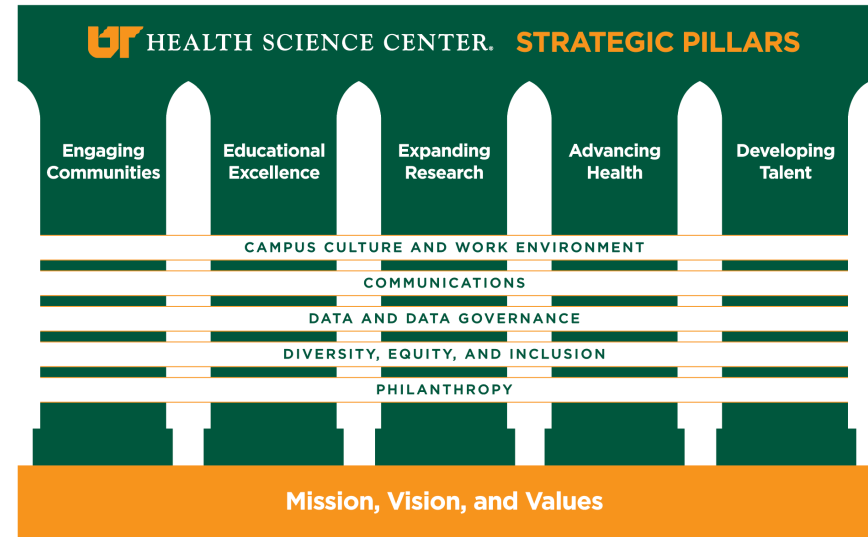 UT HEALTH SCIENCE CENTER. STRATEGIC PILLARS
Engaging Communities
Educational Excellence
Expanding Research
Advancing Health
Developing Talent
CAMPUS CULTURE AND WORK ENVIRONMENT
COMMUNICATIONS
DATA AND DATA GOVERNANCE
DIVERSITY, EQUITY, AND INCLUSION
PHILANTHROPY
Mission, Vision, and Values